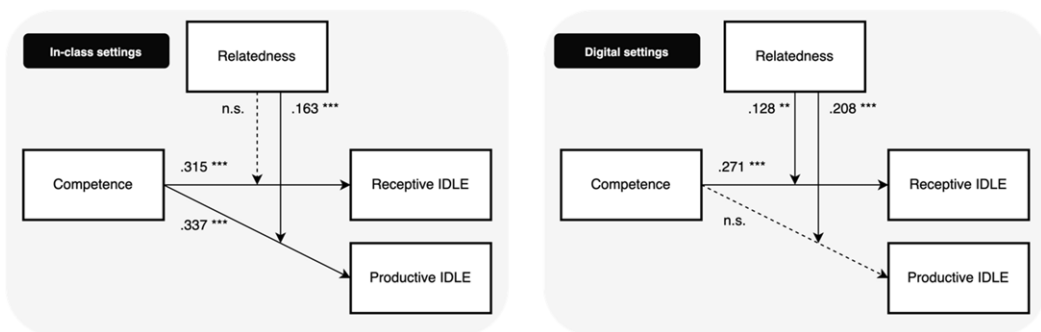 In-class settings
Relatedness
n.s.
.163 ***
.315 ***
Competence
Receptive IDLE
.337 ***
Productive IDLE
Digital settings
Relatedness
.128 **
.208 ***
.271 ***
Competence
Receptive IDLE
n.s.
Productive IDLE